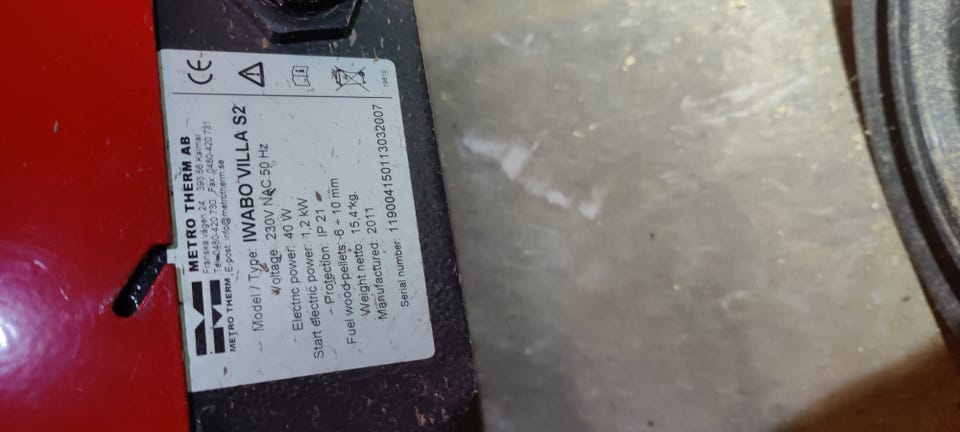 METRO THERM
METRO THERM AB
Franska vägen 24  393 56 Kalmar
Tel. 0480-420 730  Fax. 0480-420 731
E-post: info@metrotherm.se
CE
Model / Type: IWABO VILLA S2
Voltage: 230V NAC 50 Hz
Electric power: 40 W
Start electric power: 1,2 kW
Protection: IP 21
Fuel wood-pellets: 6 + 10 mm
Weight netto: 15,4 kg.
Manufactured: 2011
Serial number: 119004150113032007
19610